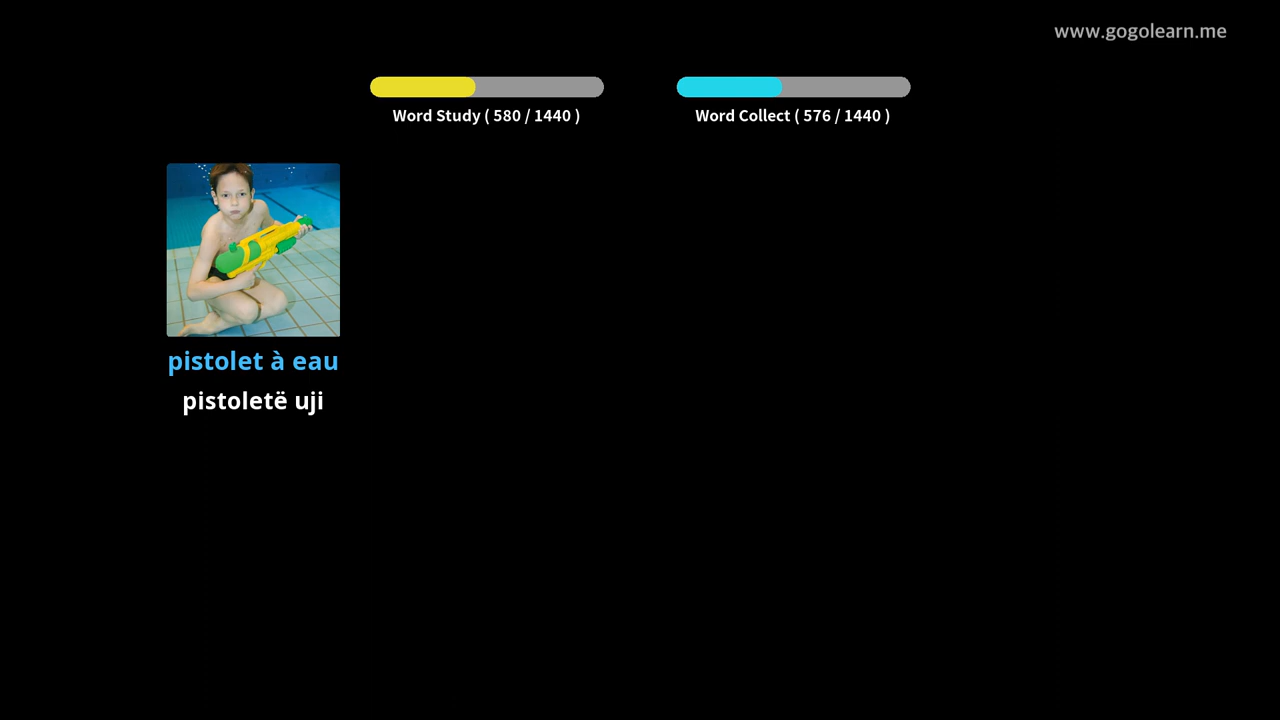 www.gogolearn.me
Word Study ( 580 / 1440 )
Word Collect ( 576 / 1440 )
pistolet à eau
pistoletë uji